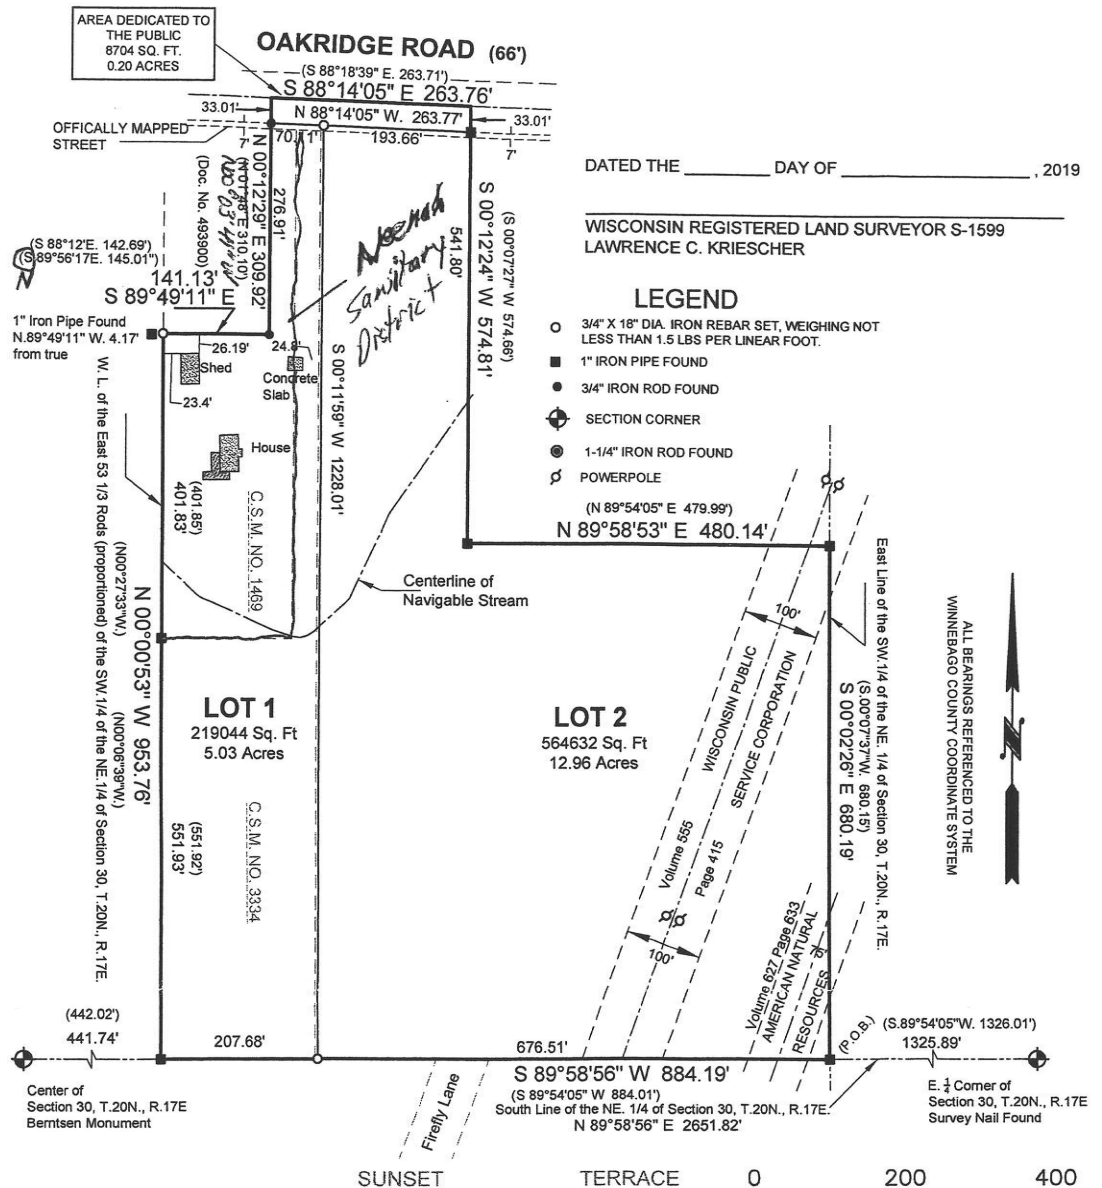 AREA DEDICATED TO
THE PUBLIC
8704 SQ. FT.
0.20 ACRES
OAKRIDGE ROAD (66')
(S 88°18'39" E. 263.71')
S 88°14'05" E 263.76'
N 88°14'05" W. 263.77'
33.01'
33.01'
OFFICALLY MAPPED
STREET
7'
70.11'
193.66'
7'
DATED THE ________ DAY OF ________________, 2019
WISCONSIN REGISTERED LAND SURVEYOR S-1599
LAWRENCE C. KRIESCHER
N 00°12'29" E 309.92'
276.91'
(N 01°48' E 310.10')
(Doc. No. 493900)
Neenah
Sanitary
District
S 00°12'24" W 574.81'
541.80'
(S 00°07'27" W 574.66')
(S 88°12'E. 142.69')
(S 89°56'17E. 145.01")
N
141.13'
S 89°49'11" E
1" Iron Pipe Found
N.89°49'11" W. 4.17'
from true
26.19'
Shed
23.4'
24.8'
Concrete
Slab
House
LEGEND
3/4" X 18" DIA. IRON REBAR SET, WEIGHING NOT
LESS THAN 1.5 LBS PER LINEAR FOOT.
1" IRON PIPE FOUND
3/4" IRON ROD FOUND
SECTION CORNER
1-1/4" IRON ROD FOUND
POWERPOLE
S 00°11'59" W 1228.01'
(401.85')
401.83'
C.S.M. NO. 1469
W. L. of the East 53 1/3 Rods (proportioned) of the SW.1/4 of the NE.1/4 of Section 30, T.20N., R.17E.
(N00°27'33"W.)
N 00°00'53" W 953.76'
(N00°06'39"W.)
(N 89°54'05" E 479.99')
N 89°58'53" E 480.14'
Centerline of
Navigable Stream
100'
East Line of the SW.1/4 of the NE. 1/4 of Section 30, T.20N., R.17E.
(S.00°07'37"W. 680.15')
S 00°02'26" E 680.19'
ALL BEARINGS REFERENCED TO THE
WINNEBAGO COUNTY COORDINATE SYSTEM
N
LOT 1
219044 Sq. Ft
5.03 Acres
LOT 2
564632 Sq. Ft
12.96 Acres
WISCONSIN PUBLIC
SERVICE CORPORATION
Volume 555
Page 415
100'
(551.92')
551.93'
C.S.M. NO. 3334
Volume 627 Page 633
AMERICAN NATURAL
RESOURCES
75'
(P.O.B.)
(442.02')
441.74'
207.68'
676.51'
(S.89°54'05"W. 1326.01')
1325.89'
S 89°58'56" W 884.19'
(S 89°54'05" W 884.01')
South Line of the NE. 1/4 of Section 30, T.20N., R.17E.
N 89°58'56" E 2651.82'
Center of
Section 30, T.20N., R.17E
Berntsen Monument
E. 1/4 Corner of
Section 30, T.20N., R.17E
Survey Nail Found
Firefly Lane
SUNSET TERRACE 0 200 400